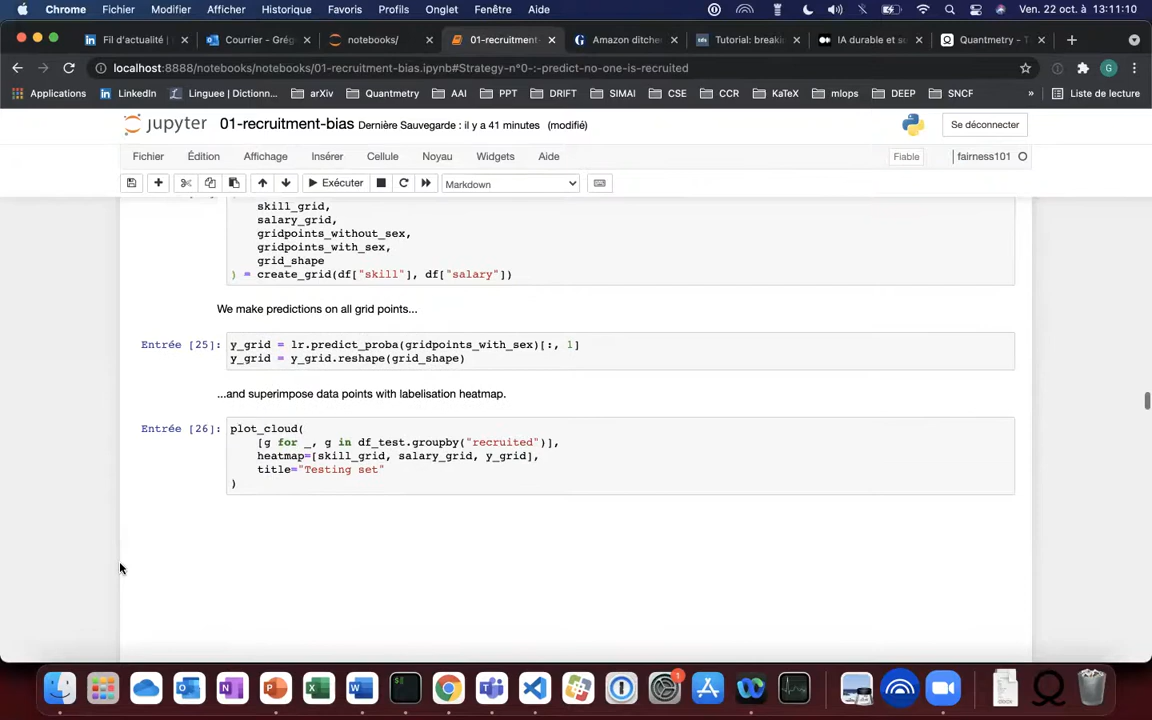 Chrome Fichier Modifier Afficher Historique Favoris Profils Onglet Fenêtre Aide Ven. 22 oct. à 13:11:10
Fil d'actualité | Courrier - Grég notebooks/ 01-recruitment- Amazon ditche Tutorial: breaki IA durable et so Quantmetry - T
localhost:8888/notebooks/notebooks/01-recruitment-bias.ipynb#Strategy-n°0-:-predict-no-one-is-recruited G
Applications LinkedIn Linguee | Dictionn... arXiv Quantmetry AAI PPT DRIFT SIMAI CSE CCR KaTeX mlops DEEP SNCF » Liste de lecture
jupyter 01-recruitment-bias Dernière Sauvegarde : il y a 41 minutes (modifié) Se déconnecter
Fichier Édition Affichage Insérer Cellule Noyau Widgets Aide Fiable fairness101
Exécuter Markdown
skill_grid,
salary_grid,
gridpoints_without_sex,
gridpoints_with_sex,
grid_shape
) = create_grid(df["skill"], df["salary"])
We make predictions on all grid points...
Entrée [25]: y_grid = lr.predict_proba(gridpoints_with_sex)[:, 1]
y_grid = y_grid.reshape(grid_shape)
...and superimpose data points with labelisation heatmap.
Entrée [26]: plot_cloud(
[g for _, g in df_test.groupby("recruited")],
heatmap=[skill_grid, salary_grid, y_grid],
title="Testing set"
)
1